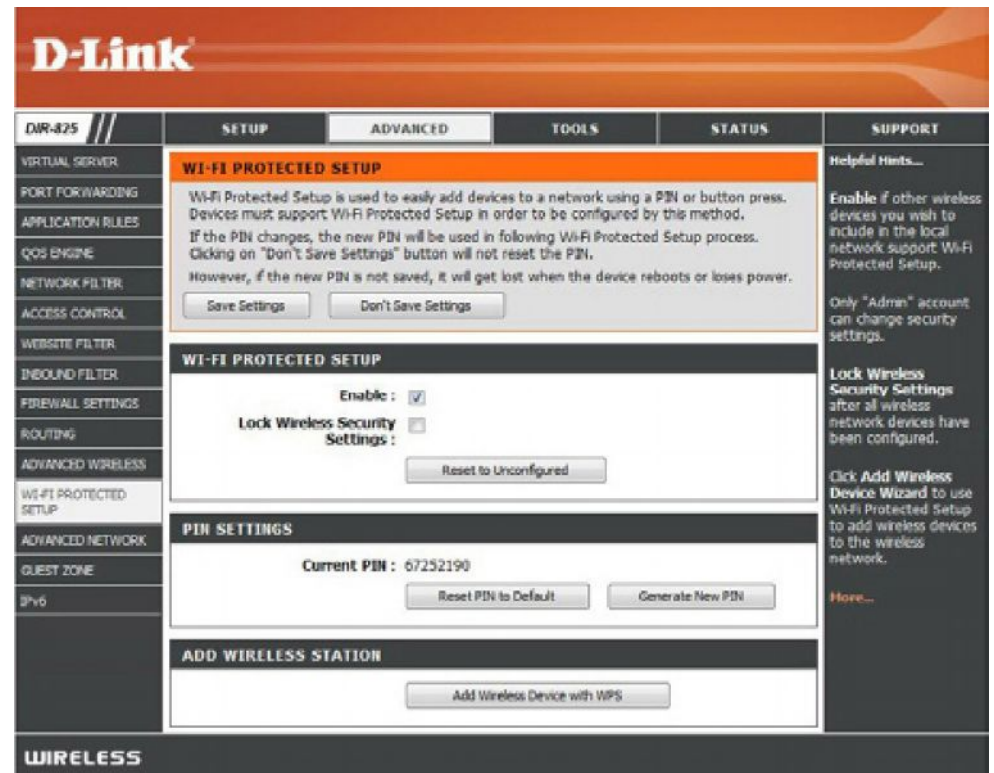 D-Link
DIR-825
SETUP
ADVANCED
TOOLS
STATUS
SUPPORT
VIRTUAL SERVER
PORT FORWARDING
APPLICATION RULES
QOS ENGINE
NETWORK FILTER
ACCESS CONTROL
WEBSITE FILTER
INBOUND FILTER
FIREWALL SETTINGS
ROUTING
ADVANCED WIRELESS
WI-FI PROTECTED
SETUP
ADVANCED NETWORK
GUEST ZONE
IPv6
WI-FI PROTECTED SETUP
Wi-Fi Protected Setup is used to easily add devices to a network using a PIN or button press.
Devices must support Wi-Fi Protected Setup in order to be configured by this method.
If the PIN changes, the new PIN will be used in following Wi-Fi Protected Setup process.
Clicking on "Don't Save Settings" button will not reset the PIN.
However, if the new PIN is not saved, it will get lost when the device reboots or loses power.
Save Settings
Don't Save Settings
WI-FI PROTECTED SETUP
Enable :
Lock Wireless Security
Settings :
Reset to Unconfigured
PIN SETTINGS
Current PIN : 67252190
Reset PIN to Default
Generate New PIN
ADD WIRELESS STATION
Add Wireless Device with WPS
Helpful Hints...
Enable if other wireless
devices you wish to
include in the local
network support Wi-Fi
Protected Setup.
Only "Admin" account
can change security
settings.
Lock Wireless
Security Settings
after all wireless
network devices have
been configured.
Click Add Wireless
Device Wizard to use
Wi-Fi Protected Setup
to add wireless devices
to the wireless
network.
More...
WIRELESS